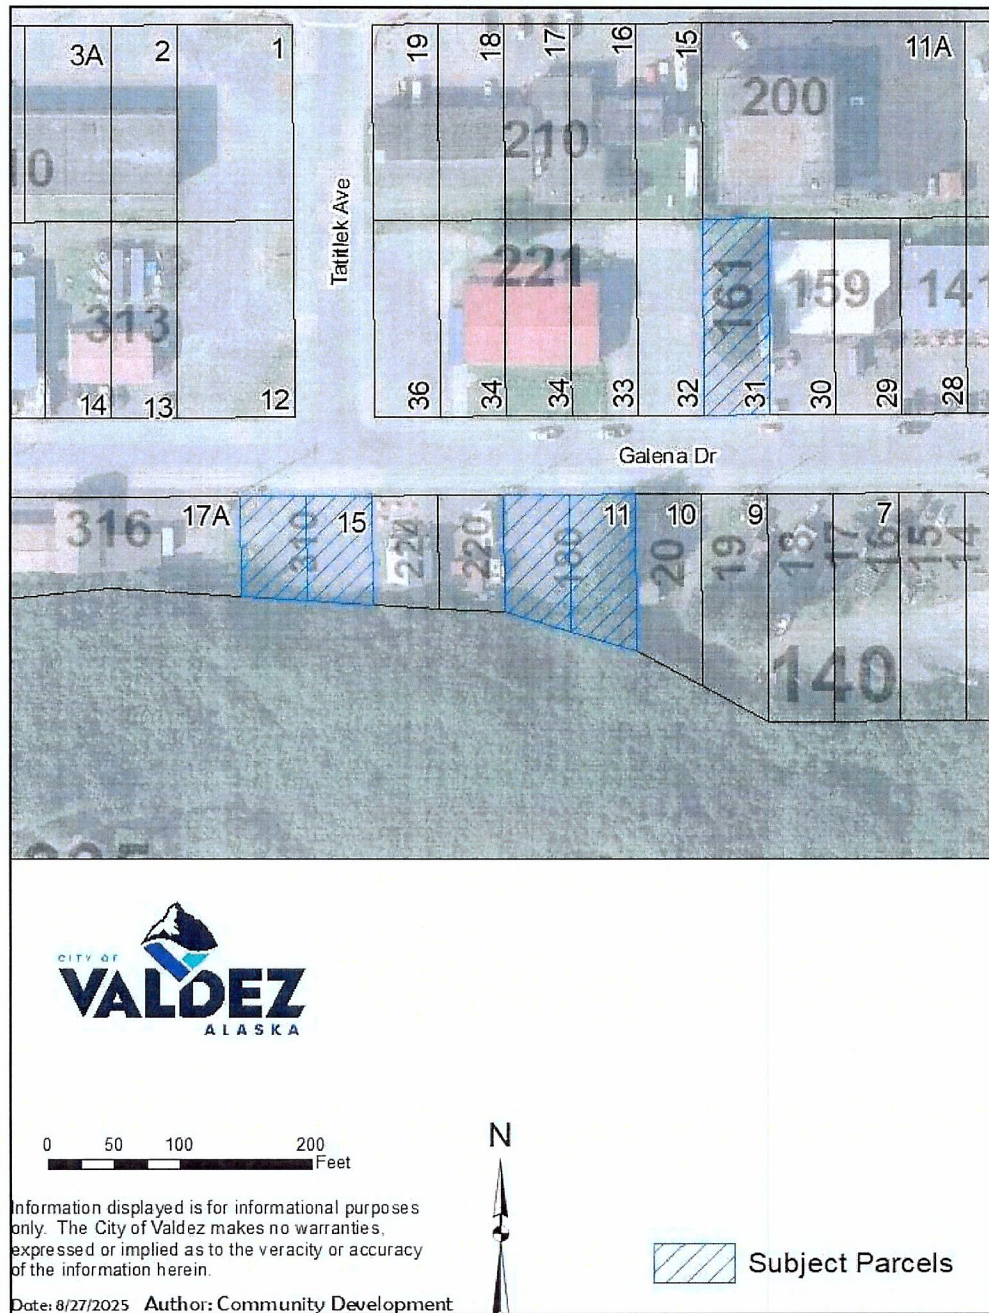 3A
2
1
19
18
17
16
15
11A
200
10
210
Tatitlek Ave
221
161
159
141
313
14
13
12
36
34
34
33
32
31
30
29
28
Galena Dr
316
17A
310
15
224
220
180
11
10
20
9
19
18
17
7
16
15
14
140
CITY OF
VALDEZ
ALASKA
0 50 100 200
Feet
N
Information displayed is for informational purposes
only. The City of Valdez makes no warranties,
expressed or implied as to the veracity or accuracy
of the information herein.
Subject Parcels
Date: 8/27/2025 Author: Community Development